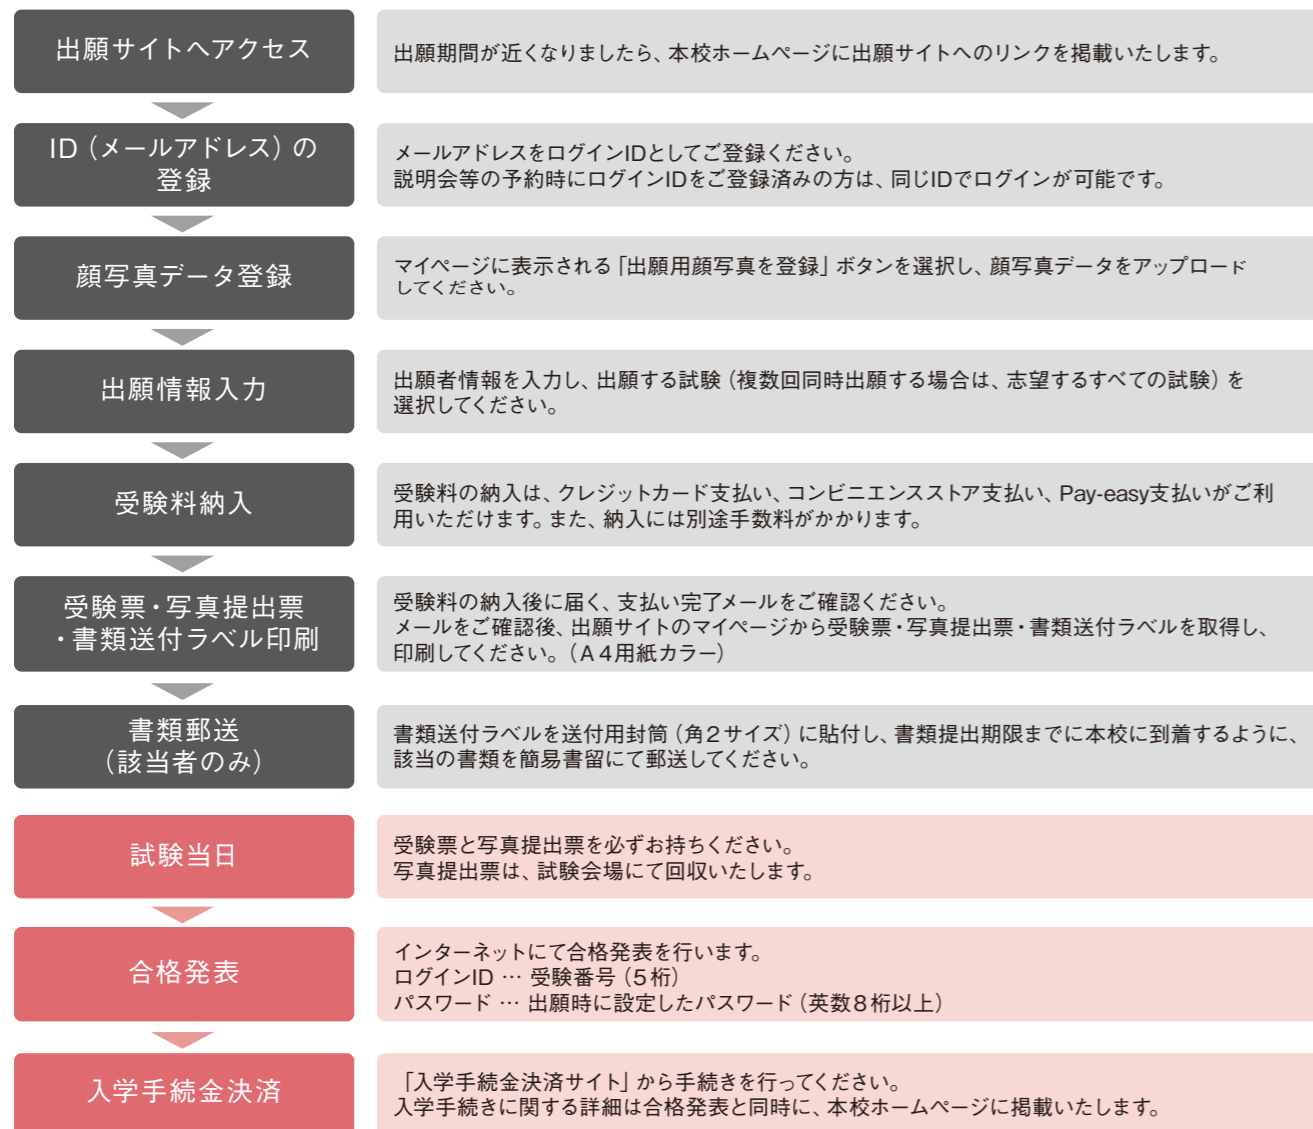 出願サイトへアクセス
出願期間が近くなりましたら、本校ホームページに出願サイトへのリンクを掲載いたします。
ID（メールアドレス）の
登録
メールアドレスをログインIDとしてご登録ください。
説明会等の予約時にログインIDをご登録済みの方は、同じIDでログインが可能です。
顔写真データ登録
マイページに表示される「出願用顔写真を登録」ボタンを選択し、顔写真データをアップロード
してください。
出願情報入力
出願者情報を入力し、出願する試験（複数回同時出願する場合は、志望するすべての試験）を
選択してください。
受験料納入
受験料の納入は、クレジットカード支払い、コンビニエンスストア支払い、Pay-easy支払いがご利
用いただけます。また、納入には別途手数料がかかります。
受験票・写真提出票
・書類送付ラベル印刷
受験料の納入後に届く、支払い完了メールをご確認ください。
メールをご確認後、出願サイトのマイページから受験票・写真提出票・書類送付ラベルを取得し、
印刷してください。（A4用紙カラー）
書類郵送
（該当者のみ）
書類送付ラベルを送付用封筒（角2サイズ）に貼付し、書類提出期限までに本校に到着するように、
該当の書類を簡易書留にて郵送してください。
試験当日
受験票と写真提出票を必ずお持ちください。
写真提出票は、試験会場にて回収いたします。
合格発表
インターネットにて合格発表を行います。
ログインID … 受験番号（5桁）
パスワード … 出願時に設定したパスワード（英数8桁以上）
入学手続金決済
「入学手続金決済サイト」から手続きを行ってください。
入学手続きに関する詳細は合格発表と同時に、本校ホームページに掲載いたします。